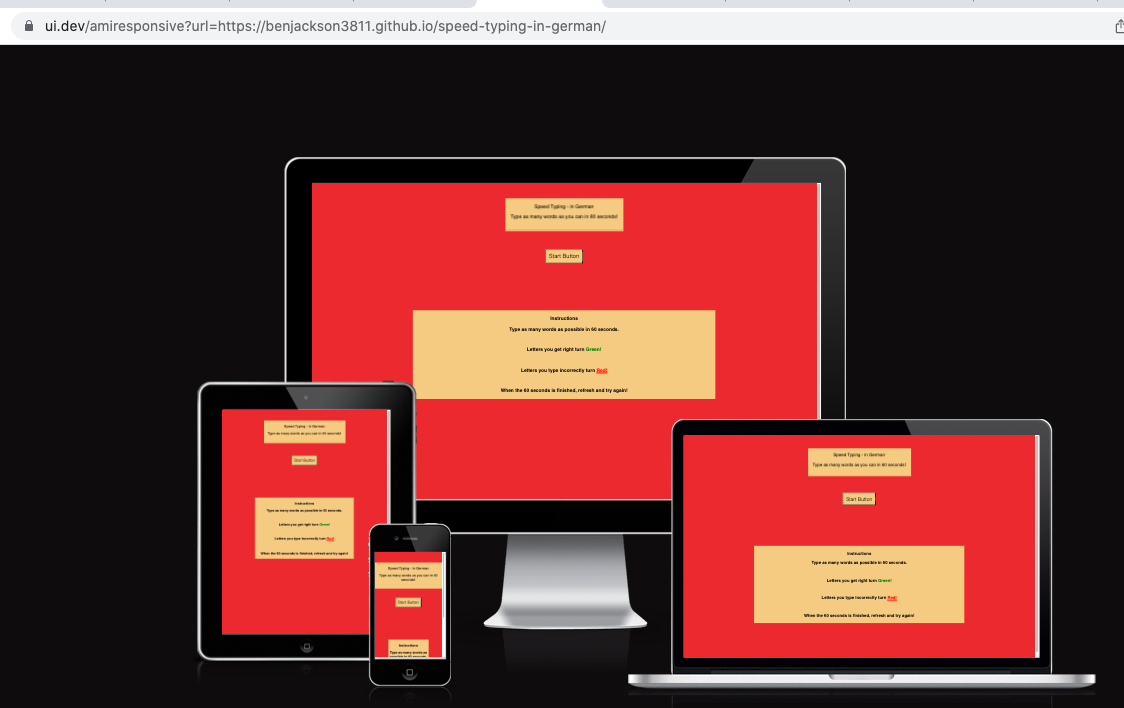 ui.dev/amiresponsive?url=https://benjackson3811.github.io/speed-typing-in-german/
Speed Typing - in German
Type as many words as you can in 60 seconds!
Start Button
Instructions
Type as many words as possible in 60 seconds.
Letters you get right turn Green!
Letters you type incorrectly turn Red!
When the 60 seconds is finished, refresh and try again!
Speed Typing - in German
Type as many words as you can in 60 seconds!
Start Button
Instructions
Type as many words as possible in 60 seconds.
Letters you get right turn Green!
Letters you type incorrectly turn Red!
When the 60 seconds is finished, refresh and try again!
Speed Typing - in German
Type as many words as you can in 60
seconds!
Start Button
Instructions
Type as many words as
possible in 60 seconds.
Speed Typing - in German
Type as many words as you can in 60 seconds!
Start Button
Instructions
Type as many words as possible in 60 seconds.
Letters you get right turn Green!
Letters you type incorrectly turn Red!
When the 60 seconds is finished, refresh and try again!